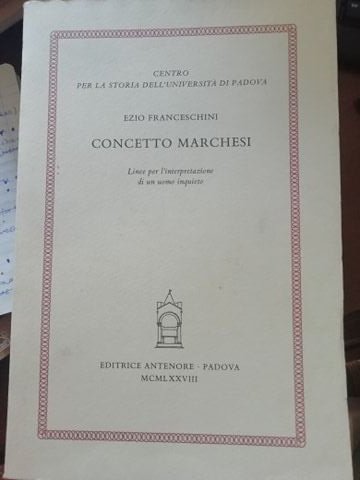 CENTRO
PER LA STORIA DELL'UNIVERSITÀ DI PADOVA
EZIO FRANCESCHINI
CONCETTO MARCHESI
Linee per l'interpretazione
di un uomo inquieto
EDITRICE ANTENORE · PADOVA
MCMLXXVIII